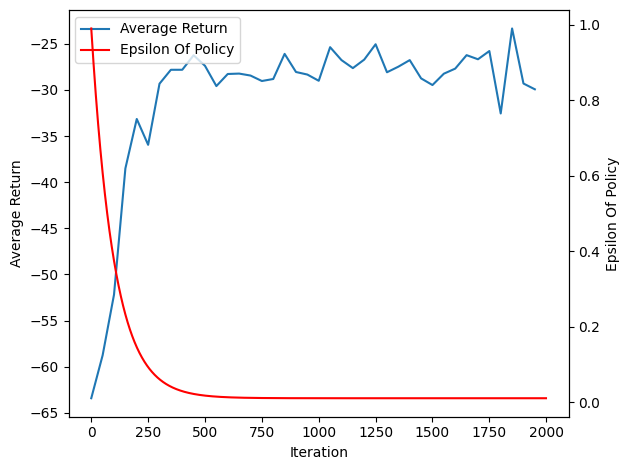 Average Return
Epsilon Of Policy
−25
−30
−35
−40
−45
−50
−55
−60
−65
Average Return
1.0
0.8
0.6
0.4
0.2
0.0
Epsilon Of Policy
0 250 500 750 1000 1250 1500 1750 2000
Iteration